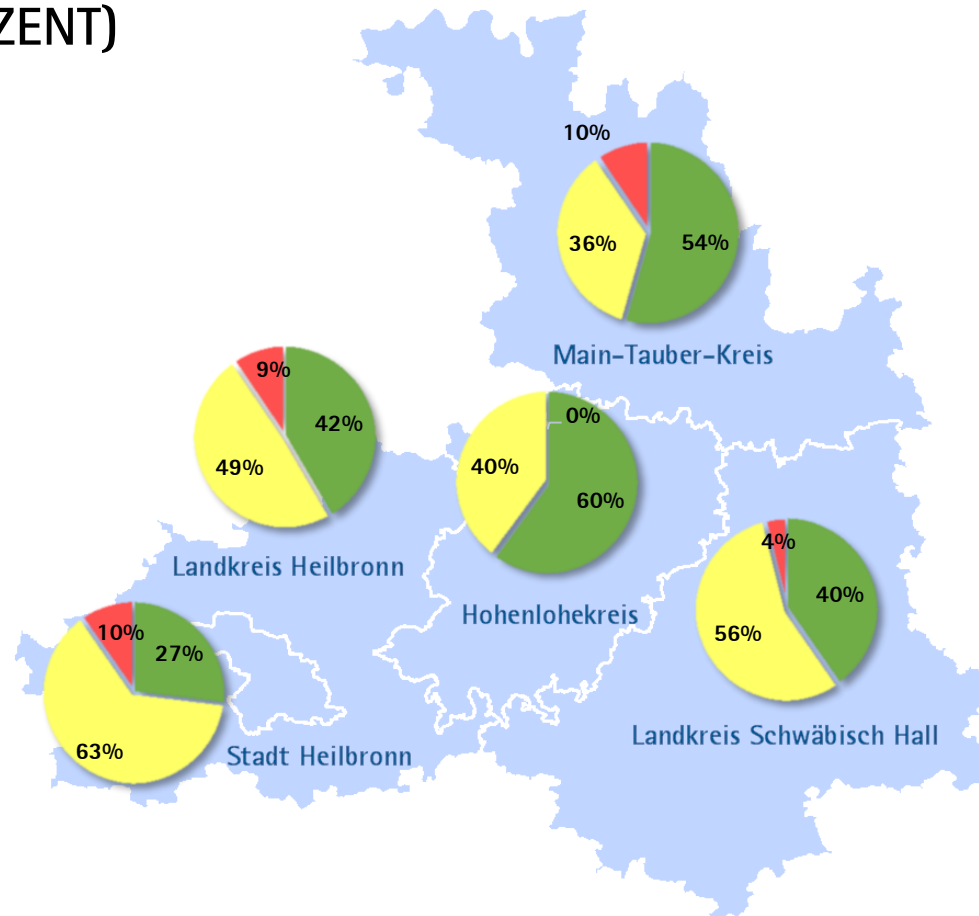 ZENT)
10%
36%
54%
Main-Tauber-Kreis
9%
42%
49%
Landkreis Heilbronn
0%
40%
60%
Hohenlohekreis
4%
40%
56%
Landkreis Schwäbisch Hall
10%
27%
63%
Stadt Heilbronn